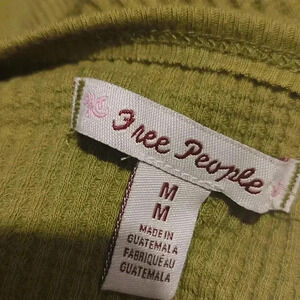 Free People
M
M
MADE IN
GUATEMALA
FABRIQUÉ AU
GUATEMALA